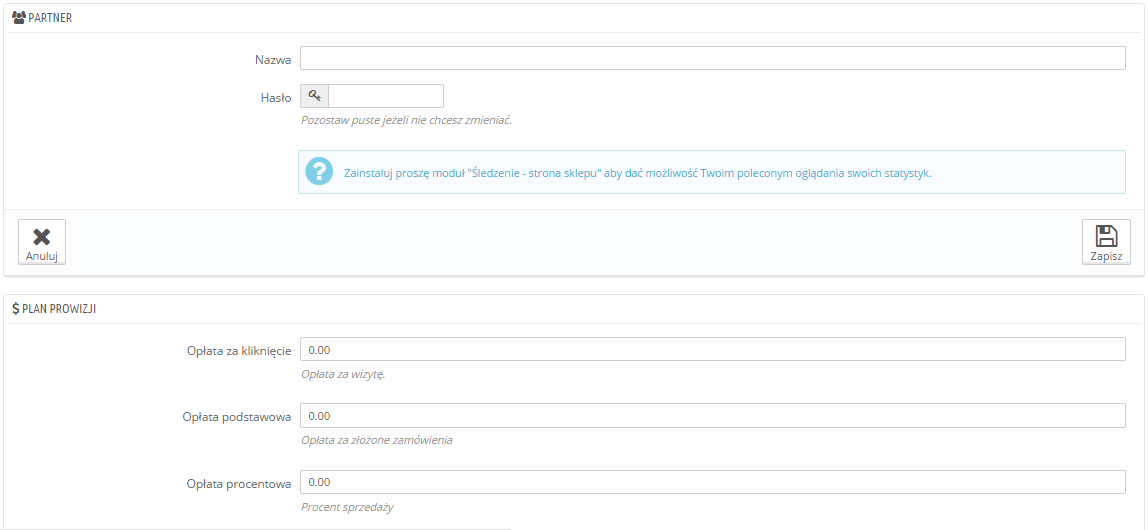 PARTNER
Nazwa
Hasło
Pozostaw puste jeżeli nie chcesz zmieniać.
Zainstaluj proszę moduł "Śledzenie - strona sklepu" aby dać możliwość Twoim poleconym oglądania swoich statystyk.
Anuluj
Zapisz
PLAN PROWIZJI
Opłata za kliknięcie
0.00
Opłata za wizytę.
Opłata podstawowa
0.00
Opłata za złożone zamówienia
Opłata procentowa
0.00
Procent sprzedaży